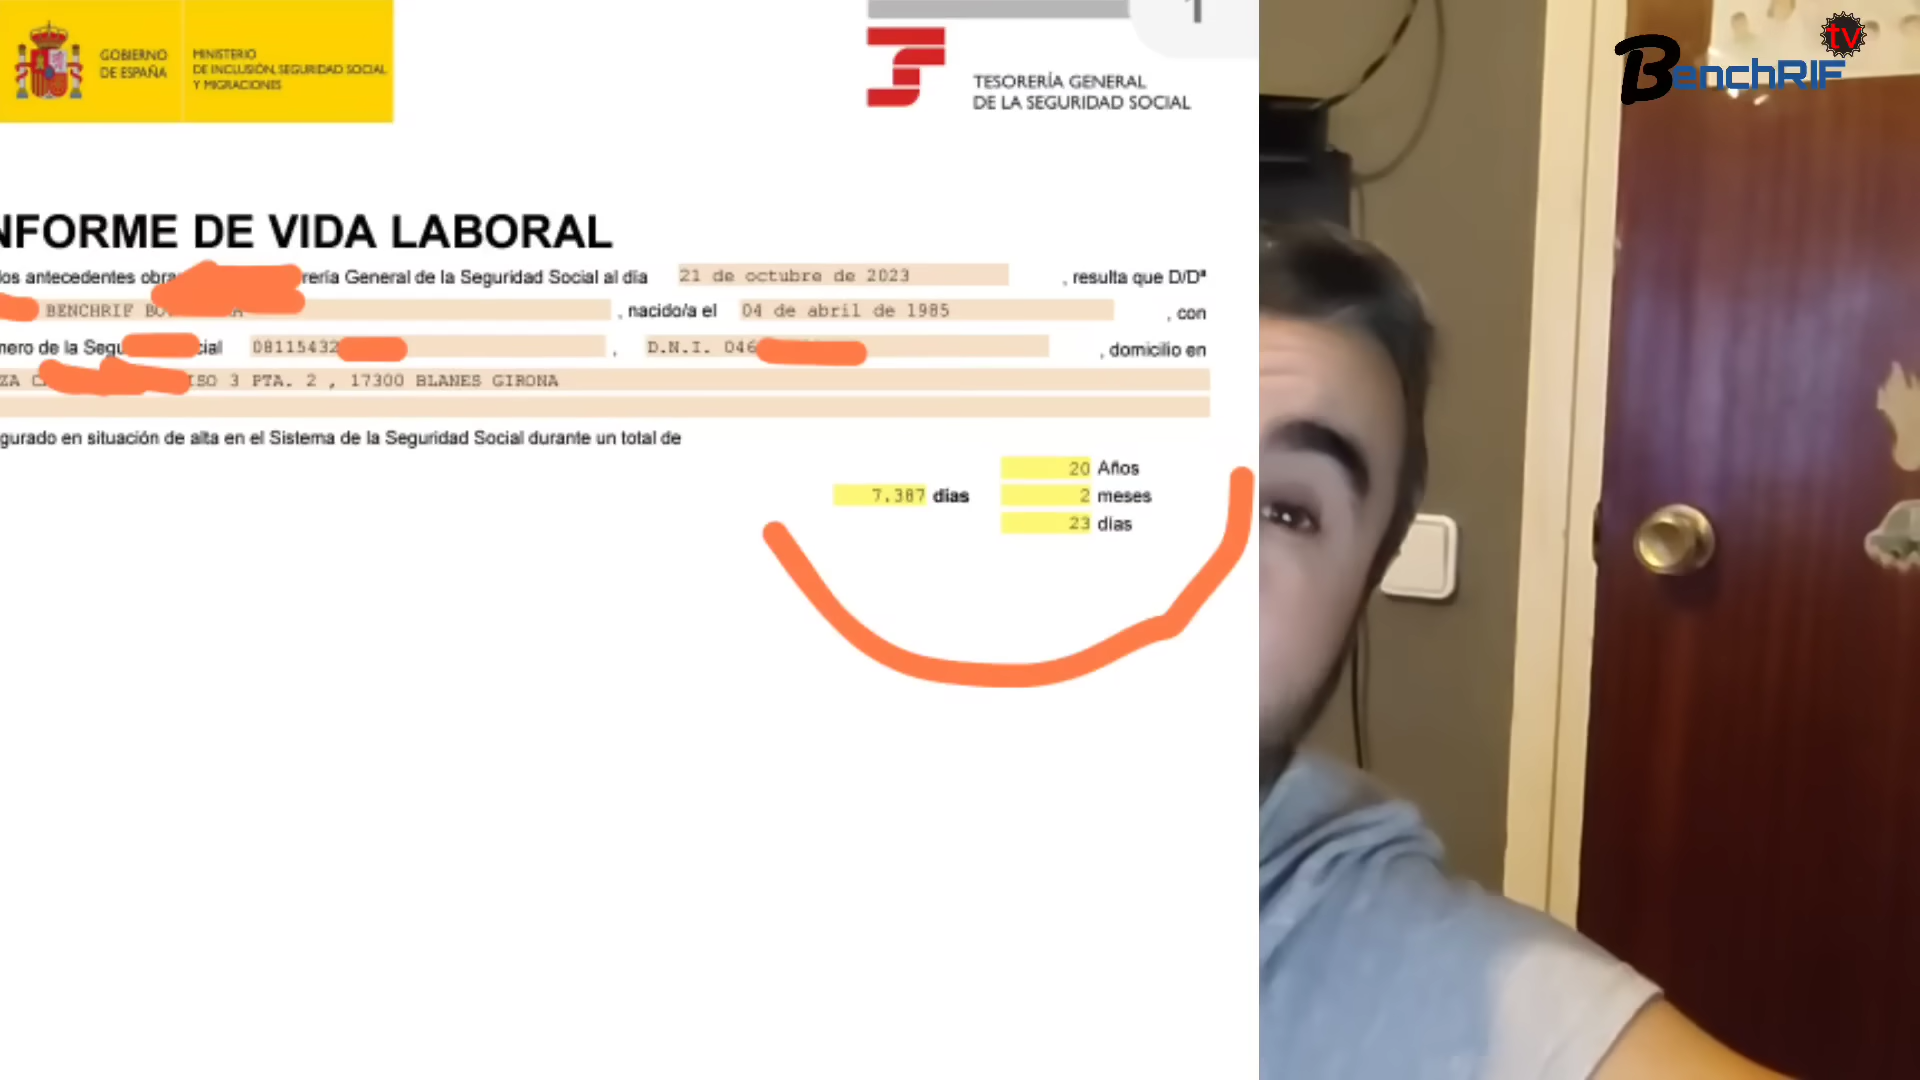 GOBIERNO
DE ESPAÑA
MINISTERIO
DE INCLUSIÓN, SEGURIDAD SOCIAL
Y MIGRACIONES
1
TESORERÍA GENERAL
DE LA SEGURIDAD SOCIAL
BenchRIF tv
NFORME DE VIDA LABORAL
los antecedentes obra rería General de la Seguridad Social al día 21 de octubre de 2023 , resulta que D/Dª
BENCHRIF , nacido/a el 04 de abril de 1985 , con
mero de la Segu cial 08115432 , D.N.I. 046 , domicilio en
ZA ISO 3 PTA. 2 , 17300 BLANES GIRONA
gurado en situación de alta en el Sistema de la Seguridad Social durante un total de
20 Años
7.387 días 2 meses
23 días